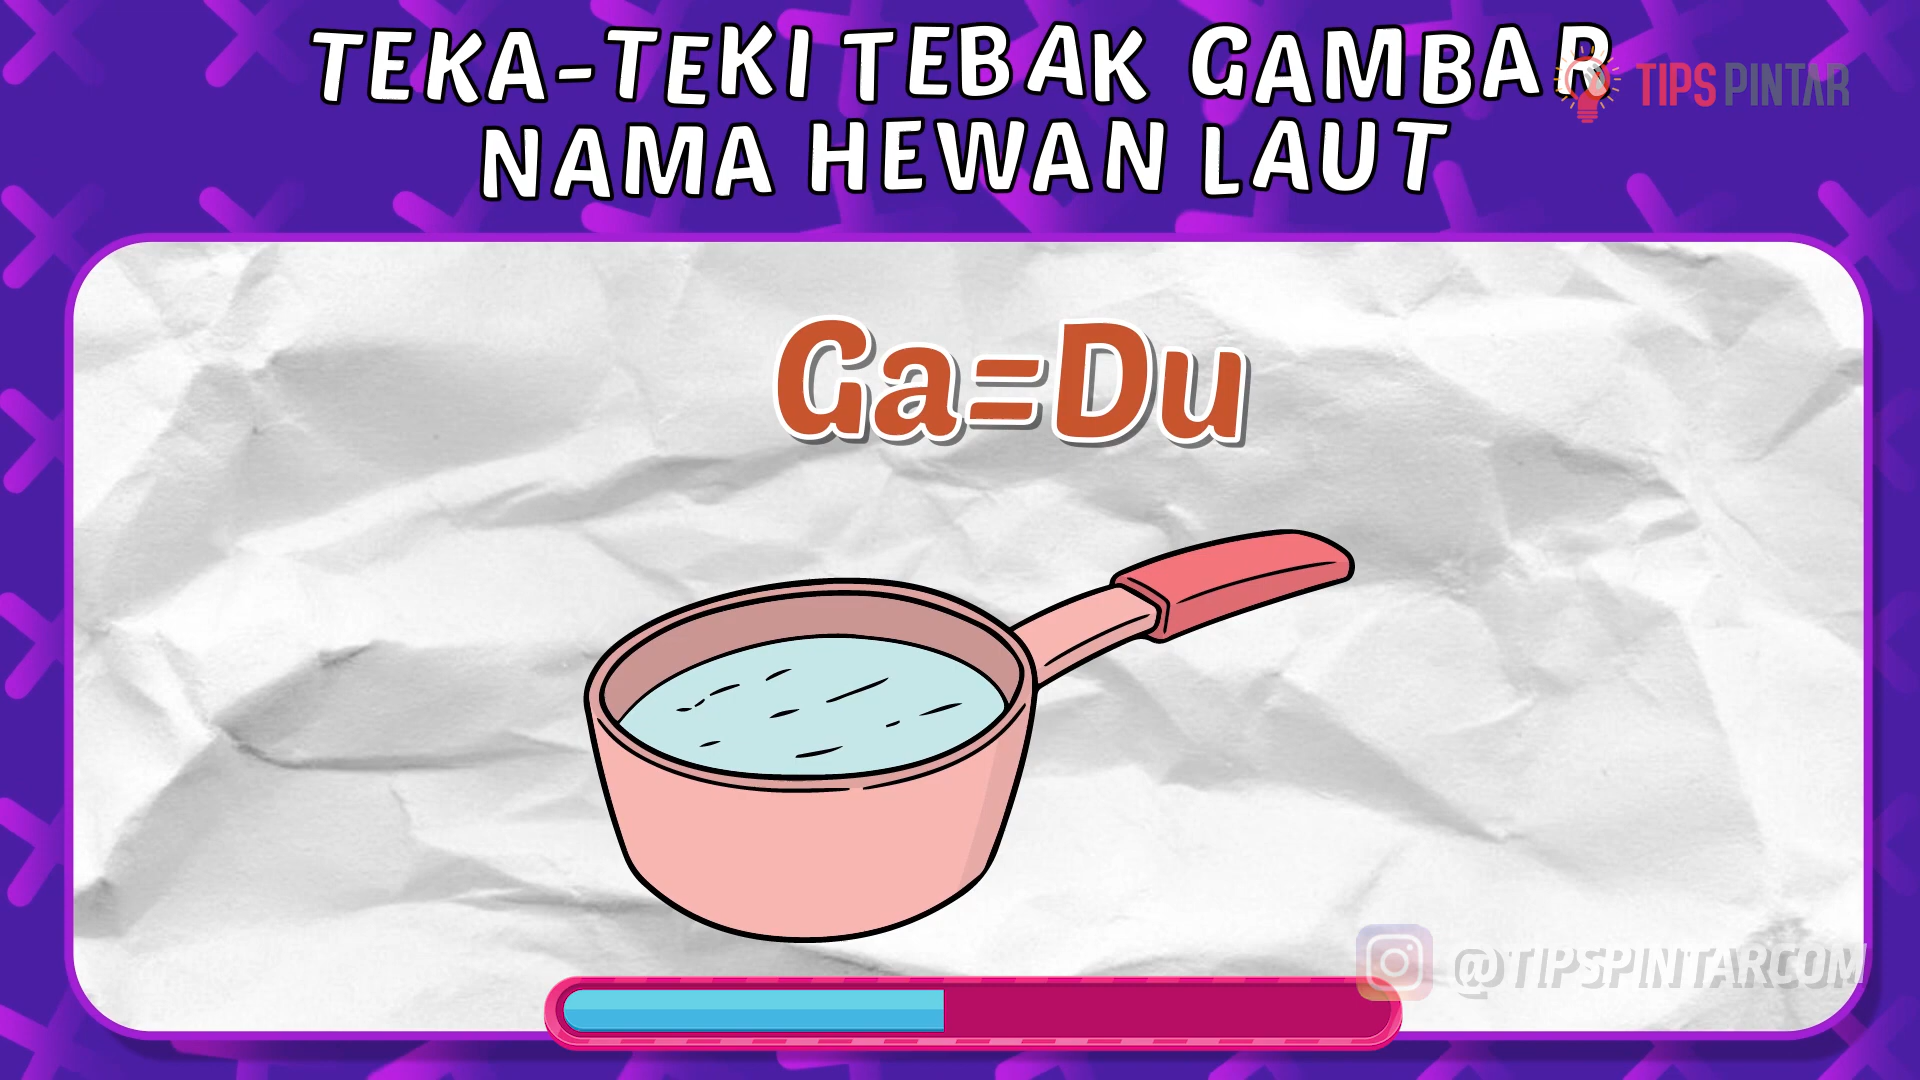 TEKA-TEKI TEBAK GAMBAR
NAMA HEWAN LAUT
TIPS PINTAR
Ga=Du
@TIPSPINTARCOM